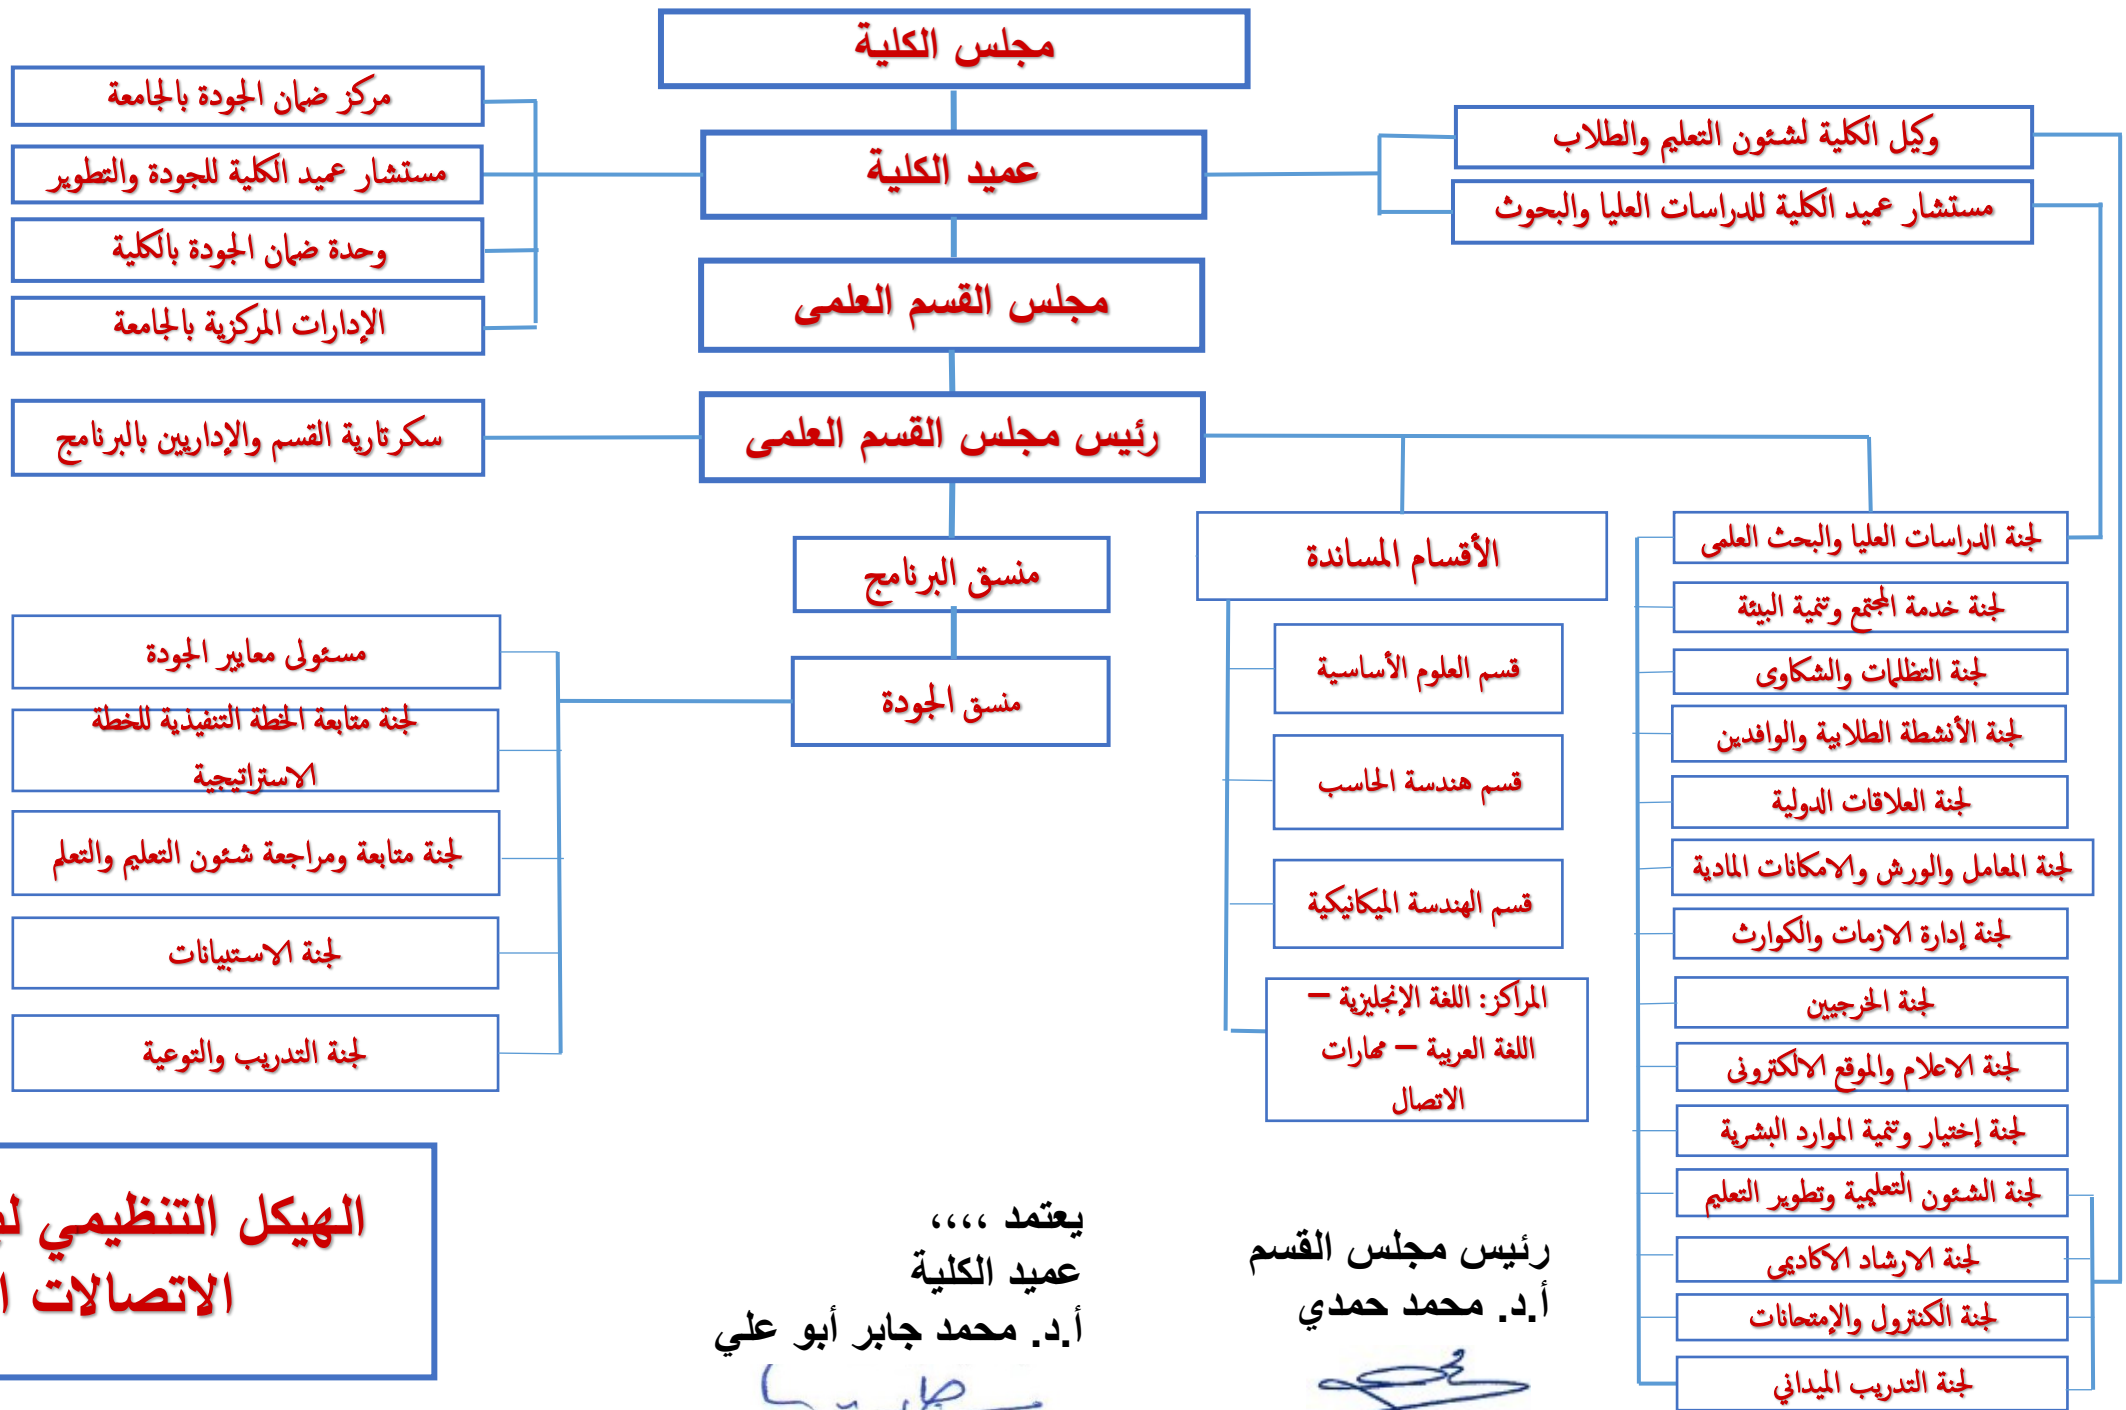 مجلس الكلية
عميد الكلية
مجلس القسم العلمى
رئيس مجلس القسم العلمى
وكيل الكلية لشئون التعليم والطلاب
مستشار عميد الكلية للدراسات العليا والبحوث
مركز ضمان الجودة بالجامعة
مستشار عميد الكلية للجودة والتطوير
وحدة ضمان الجودة بالكلية
الإدارات المركزية بالجامعة
سكرتارية القسم والإداريين بالبرنامج
منسق البرنامج
منسق الجودة
الأقسام المساندة
قسم العلوم الأساسية
قسم هندسة الحاسب
قسم الهندسة الميكانيكية
المراكز: اللغة الإنجليزية –
اللغة العربية – مهارات
الاتصال
لجنة الدراسات العليا والبحث العلمى
لجنة خدمة المجتمع وتنمية البيئة
لجنة التظلمات والشكاوى
لجنة الأنشطة الطلابية والوافدين
لجنة العلاقات الدولية
لجنة المعامل والورش والامكانات المادية
لجنة إدارة الازمات والكوارث
لجنة الخرجيين
لجنة الاعلام والموقع الالكترونى
لجنة إختيار وتنمية الموارد البشرية
لجنة الشئون التعليمية وتطوير التعليم
لجنة الارشاد الاكاديمى
لجنة الكنترول والإمتحانات
لجنة التدريب الميداني
مسئولى معايير الجودة
لجنة متابعة الخطة التنفيذية للخطة
الاستراتيجية
لجنة متابعة ومراجعة شئون التعليم والتعلم
لجنة الاستبيانات
لجنة التدريب والتوعية
رئيس مجلس القسم
أ.د. محمد حمدي
يعتمد ،،،،
عميد الكلية
أ.د. محمد جابر أبو علي
الهيكل التنظيمي
الاتصالات